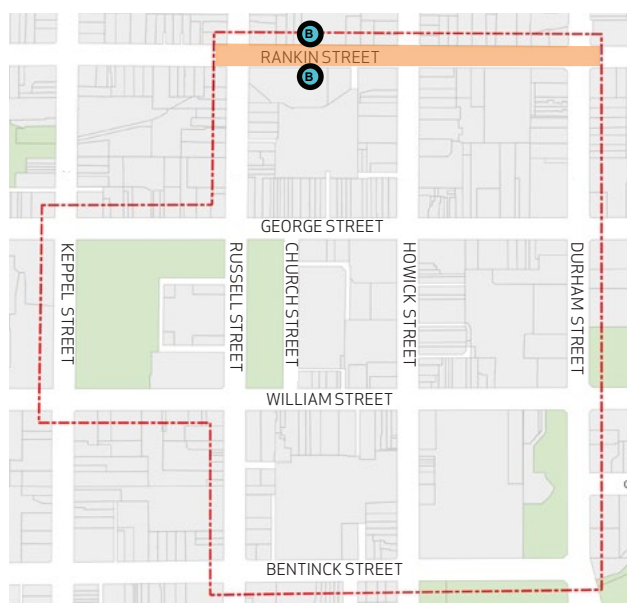 B
RANKIN STREET
B
GEORGE STREET
KEPPEL STREET
RUSSELL STREET
CHURCH STREET
HOWICK STREET
DURHAM STREET
WILLIAM STREET
BENTINCK STREET